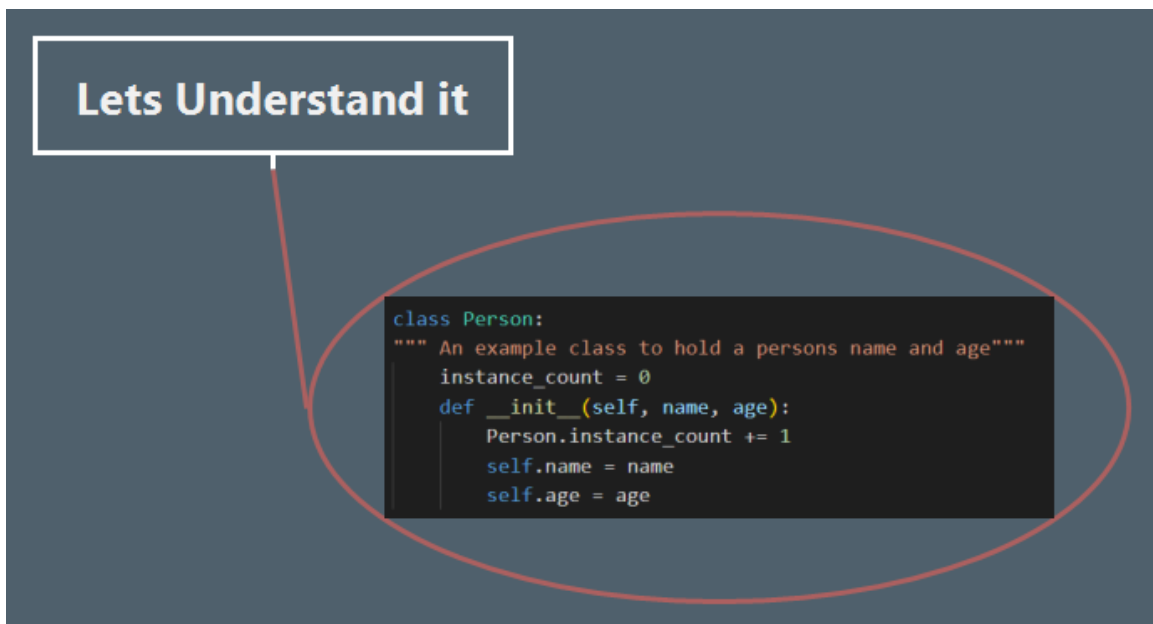 Lets Understand it
class Person:
""" An example class to hold a persons name and age"""
    instance_count = 0
    def __init__(self, name, age):
        Person.instance_count += 1
        self.name = name
        self.age = age